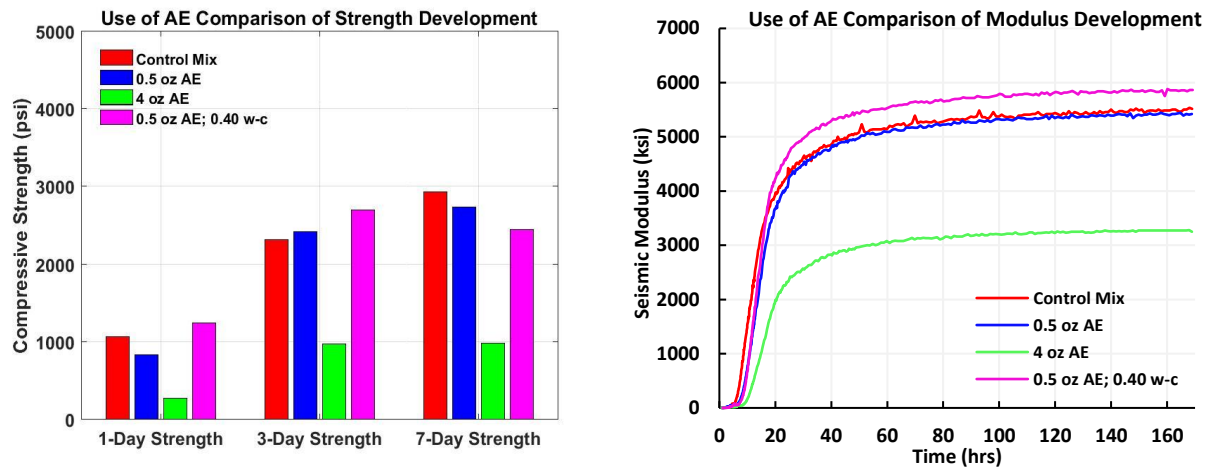 Use of AE Comparison of Strength Development
5000
4000
3000
2000
1000
0
Compressive Strength (psi)
Control Mix
0.5 oz AE
4 oz AE
0.5 oz AE; 0.40 w-c
1-Day Strength 3-Day Strength 7-Day Strength
Use of AE Comparison of Modulus Development
7000
6000
5000
4000
3000
2000
1000
0
Seismic Modulus (ksi)
Control Mix
0.5 oz AE
4 oz AE
0.5 oz AE; 0.40 w-c
0 20 40 60 80 100 120 140 160
Time (hrs)